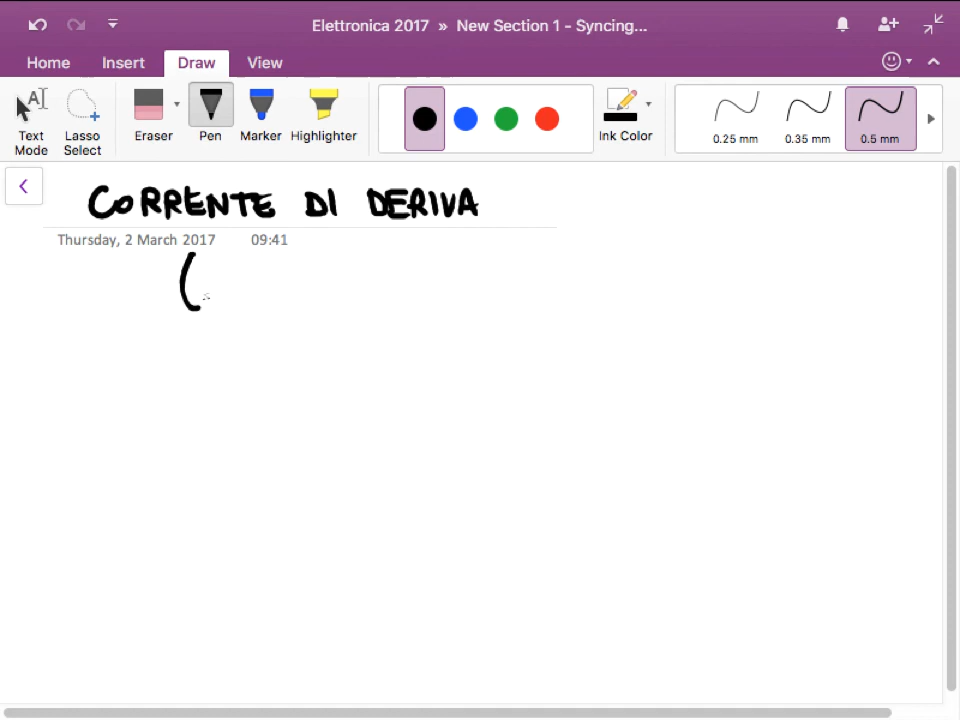 Elettronica 2017 » New Section 1 - Syncing...
Home Insert Draw View
Text Mode
Lasso Select
Eraser
Pen
Marker
Highlighter
Ink Color
0.25 mm
0.35 mm
0.5 mm
CORRENTE DI DERIVA
Thursday, 2 March 2017 09:41
(